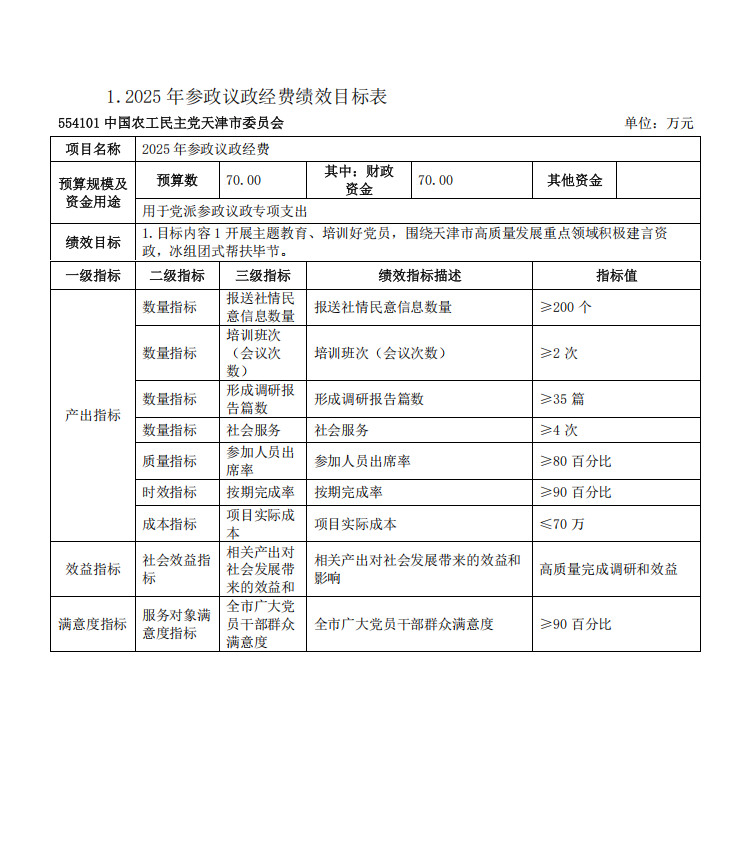 1.2025 年参政议政经费绩效目标表
554101 中国农工民主党天津市委员会 单位：万元
项目名称 2025 年参政议政经费
预算规模及资金用途 预算数 70.00 其中：财政资金 70.00 其他资金
用于党派参政议政专项支出
绩效目标 1.目标内容 1 开展主题教育、培训好党员，围绕天津市高质量发展重点领域积极建言资
政，冰组团式帮扶毕节。
一级指标 二级指标 三级指标 绩效指标描述 指标值
产出指标 数量指标 报送社情民意信息数量 报送社情民意信息数量 ≥200 个
数量指标 培训班次（会议次数） 培训班次（会议次数） ≥2 次
数量指标 形成调研报告篇数 形成调研报告篇数 ≥35 篇
数量指标 社会服务 社会服务 ≥4 次
质量指标 参加人员出席率 参加人员出席率 ≥80 百分比
时效指标 按期完成率 按期完成率 ≥90 百分比
成本指标 项目实际成本 项目实际成本 ≤70 万
效益指标 社会效益指标 相关产出对社会发展带来的效益和 相关产出对社会发展带来的效益和影响 高质量完成调研和效益
满意度指标 服务对象满意度指标 全市广大党员干部群众满意度 全市广大党员干部群众满意度 ≥90 百分比